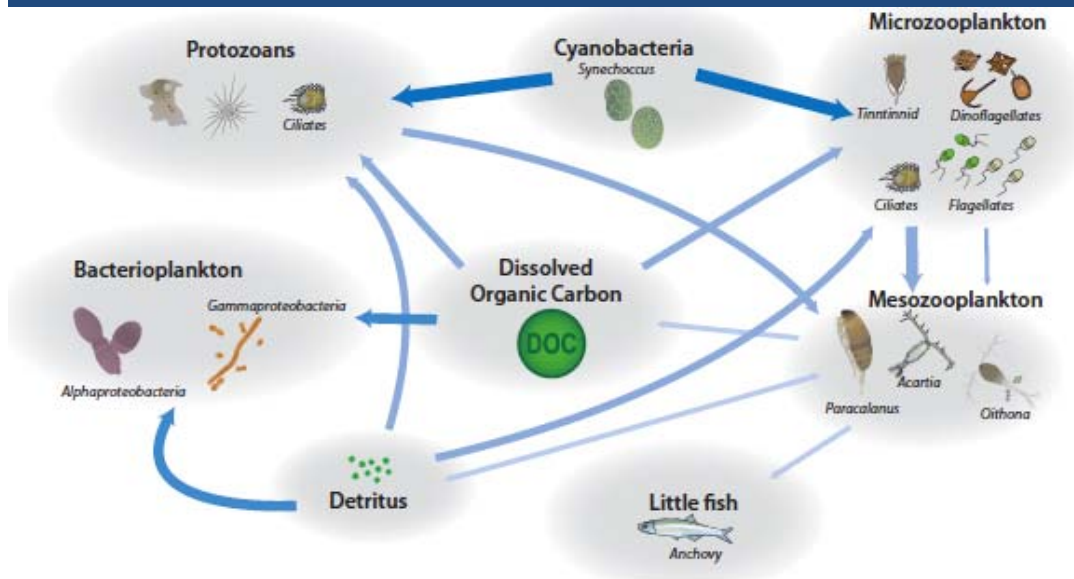 Protozoans
Ciliates
Cyanobacteria
Synechoccus
Microzooplankton
Tinntinnid
Dinoflagellates
Ciliates
Flagellates
Bacterioplankton
Gammaproteobacteria
Alphaproteobacteria
Dissolved
Organic Carbon
DOC
Mesozooplankton
Acartia
Paracalanus
Oithona
Detritus
Little fish
Anchovy